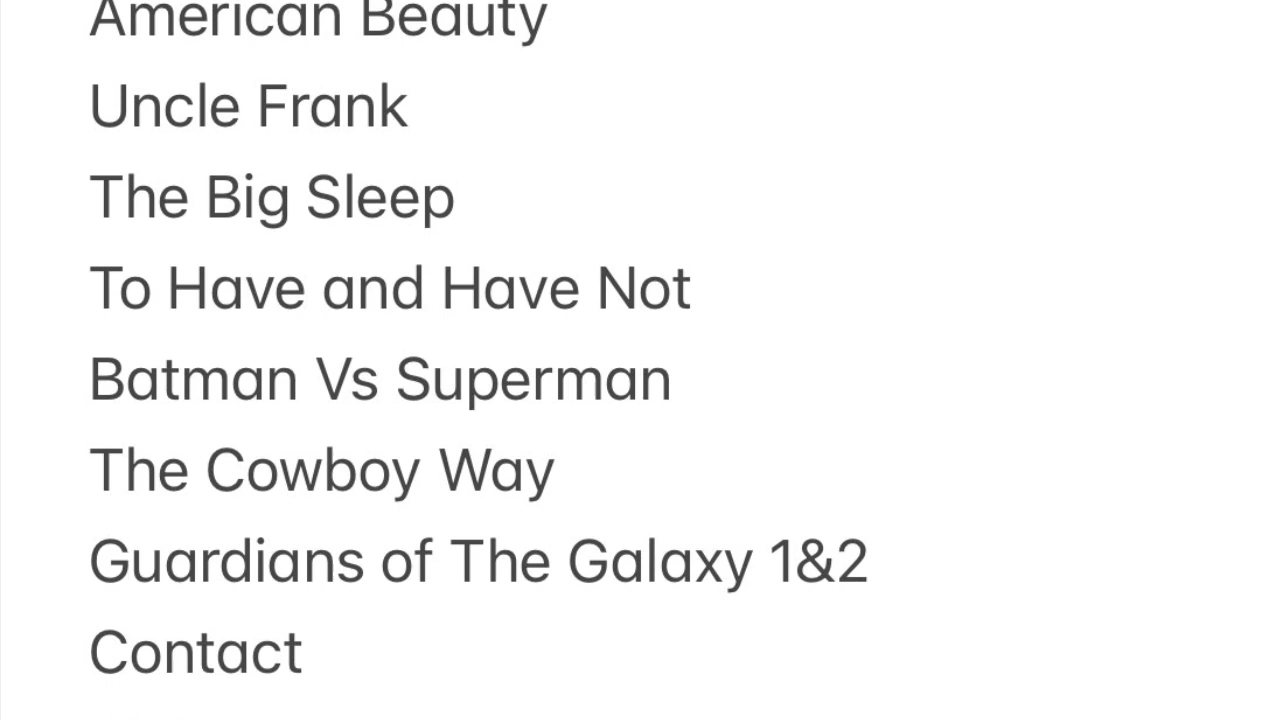 American Beauty
Uncle Frank
The Big Sleep
To Have and Have Not
Batman Vs Superman
The Cowboy Way
Guardians of The Galaxy 1&2
Contact